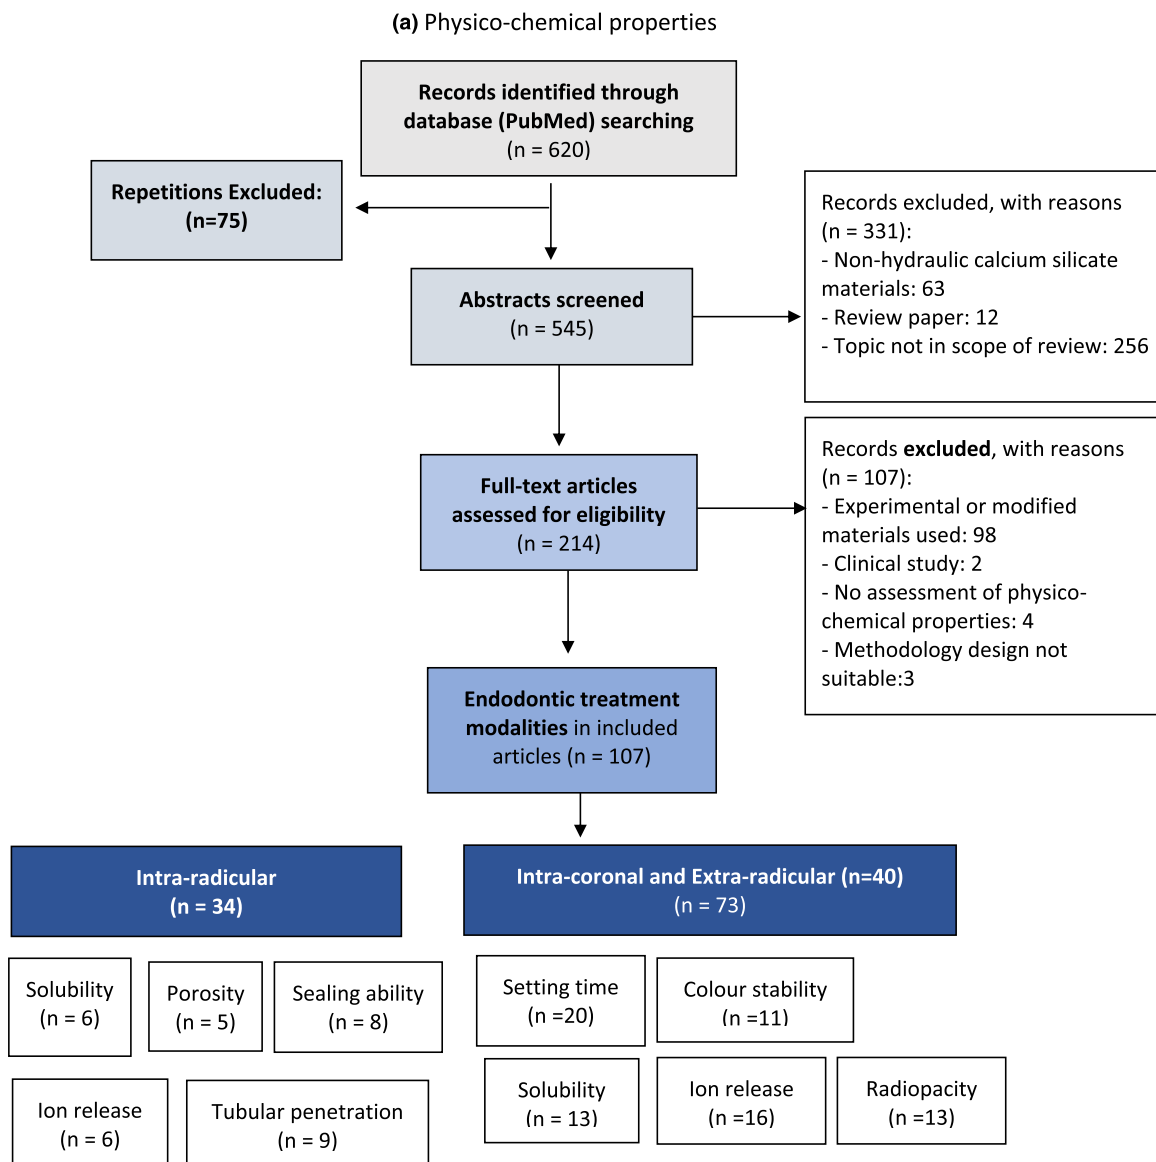 (a) Physico-chemical properties
Records identified through
database (PubMed) searching
(n = 620)
Repetitions Excluded:
(n=75)
Records excluded, with reasons
(n = 331):
- Non-hydraulic calcium silicate
materials: 63
- Review paper: 12
- Topic not in scope of review: 256
Abstracts screened
(n = 545)
Records excluded, with reasons
(n = 107):
- Experimental or modified
materials used: 98
- Clinical study: 2
- No assessment of physico-
chemical properties: 4
- Methodology design not
suitable:3
Full-text articles
assessed for eligibility
(n = 214)
Endodontic treatment
modalities in included
articles (n = 107)
Intra-radicular
(n = 34)
Intra-coronal and Extra-radicular (n=40)
(n = 73)
Solubility
(n = 6)
Porosity
(n = 5)
Sealing ability
(n = 8)
Setting time
(n =20)
Colour stability
(n =11)
Ion release
(n = 6)
Tubular penetration
(n = 9)
Solubility
(n = 13)
Ion release
(n =16)
Radiopacity
(n =13)